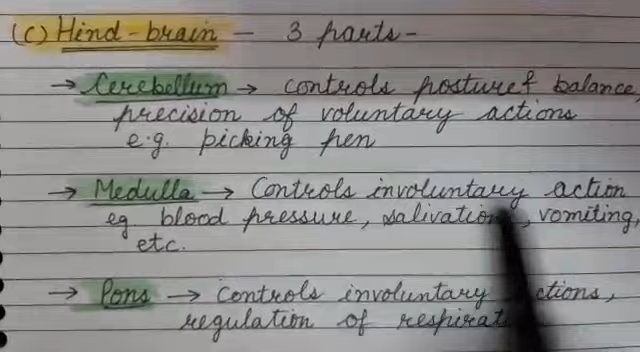 (C) Hind-brain - 3 parts-
→ Cerebellum → controls posture & balance,
precision of voluntary actions
e.g. picking pen
→ Medulla → Controls involuntary action
eg blood pressure, salivation, vomiting,
etc.
→ Pons → controls involuntary
regulation of